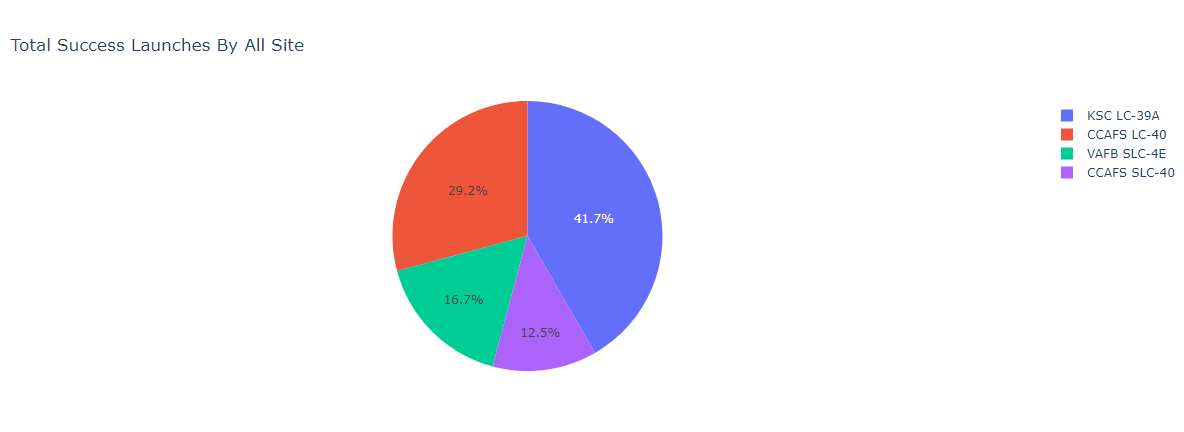 Total Success Launches By All Site
KSC LC-39A
CCAFS LC-40
VAFB SLC-4E
CCAFS SLC-40
29.2%
41.7%
16.7%
12.5%